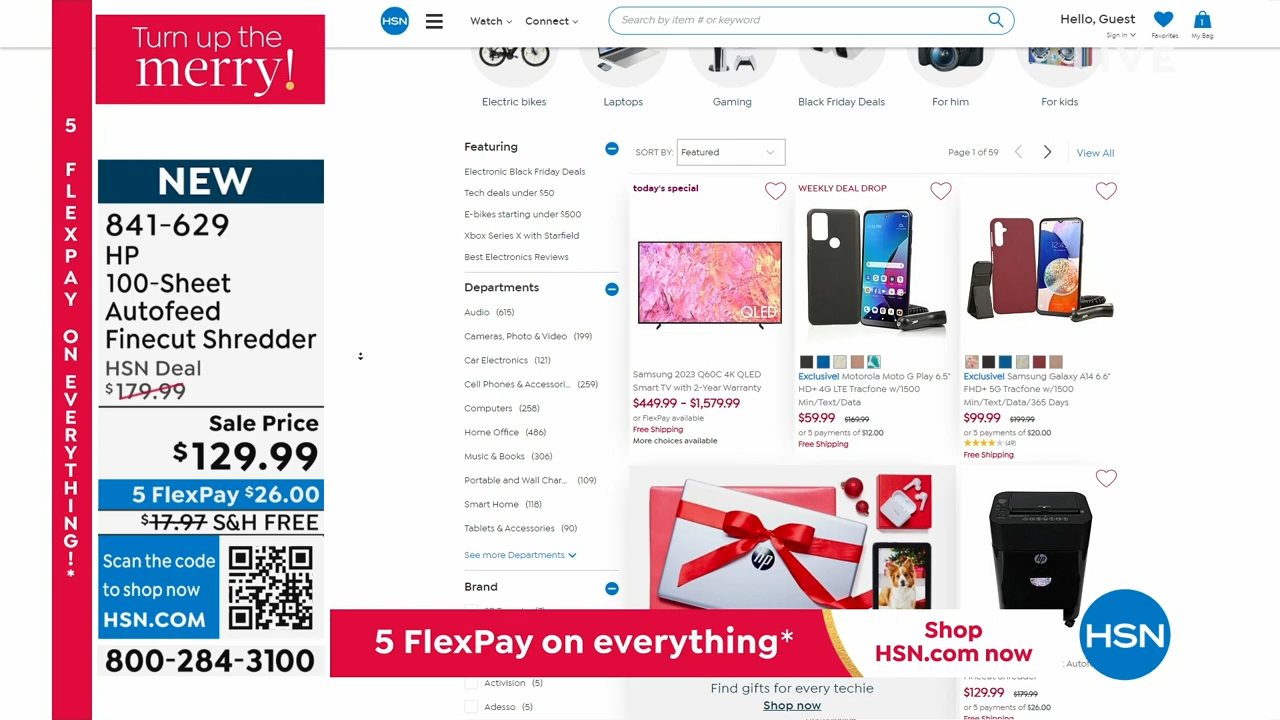 Turn up the
merry!
5 FLEXPAY ON EVERYTHING!*
NEW
841-629
HP
100-Sheet
Autofeed
Finecut Shredder
HSN Deal
$179.99
Sale Price
$129.99
5 FlexPay $26.00
$17.97 S&H FREE
Scan the code
to shop now
HSN.COM
800-284-3100
HSN
Watch
Connect
Search by item # or keyword
Hello, Guest
Sign In
Favorites
1
My Bag
LIVE
Electric bikes
Laptops
Gaming
Black Friday Deals
For him
For kids
Featuring
Electronic Black Friday Deals
Tech deals under $50
E-bikes starting under $500
Xbox Series X with Starfield
Best Electronics Reviews
Departments
Audio (615)
Cameras, Photo & Video (199)
Car Electronics (121)
Cell Phones & Accessori... (259)
Computers (258)
Home Office (486)
Music & Books (306)
Portable and Wall Char... (109)
Smart Home (118)
Tablets & Accessories (90)
See more Departments
Brand
Activision (5)
Adesso (5)
SORT BY: Featured
Page 1 of 59
View All
today's special
QLED
Samsung 2023 Q60C 4K QLED
Smart TV with 2-Year Warranty
$449.99 - $1,579.99
or FlexPay available
Free Shipping
More choices available
WEEKLY DEAL DROP
Exclusive! Motorola Moto G Play 6.5"
HD+ 4G LTE Tracfone w/1500
Min/Text/Data
$59.99 $169.99
or 5 payments of $12.00
Free Shipping
12:45
Exclusive! Samsung Galaxy A14 6.6"
FHD+ 5G Tracfone w/1500
Min/Text/Data/365 Days
$99.99 $199.99
or 5 payments of $20.00
(49)
Free Shipping
hp
hp
5 FlexPay on everything*
Shop
HSN.com now
HSN
Find gifts for every techie
Shop now
Finecut Shredder
$129.99 $179.99
or 5 payments of $26.00
Free Shipping